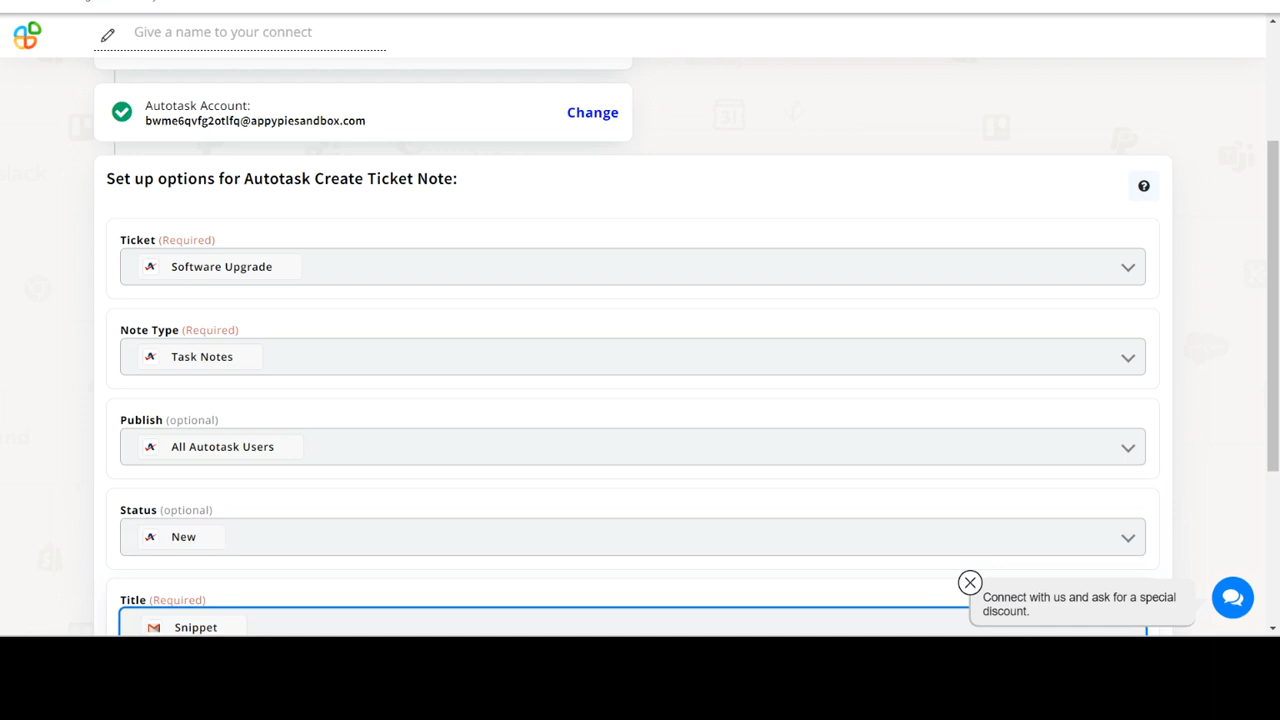 Give a name to your connect
Autotask Account:
bwme6qvfg2otlfq@appypiesandbox.com
Change
Set up options for Autotask Create Ticket Note:
Ticket (Required)
Software Upgrade
Note Type (Required)
Task Notes
Publish (optional)
All Autotask Users
Status (optional)
New
Title (Required)
Snippet
Connect with us and ask for a special
discount.
slack
31